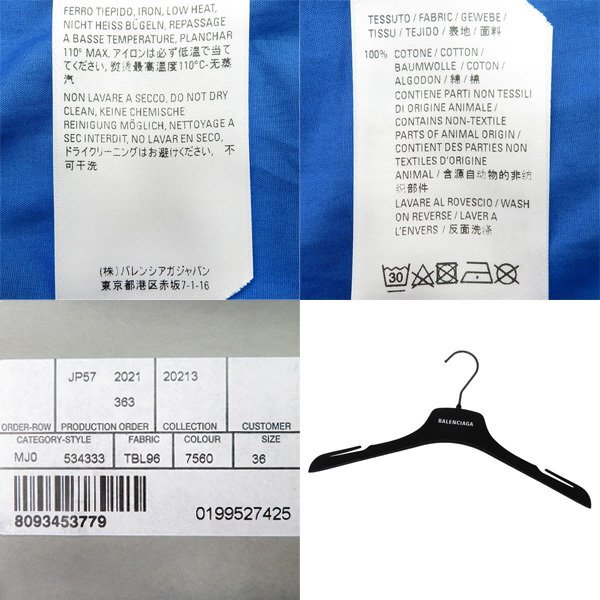 FERRO TIEPIDO, IRON, LOW HEAT,
NICHT HEISS BÜGELN, REPASSAGE
A BASSE TEMPERATURE, PLANCHAR
110° MAX, アイロンは必ず低温で当
てください, 熨烫最高温度110°C-无蒸
汽
NON LAVARE A SECCO, DO NOT DRY
CLEAN, KEINE CHEMISCHE
REINIGUNG MÖGLICH, NETTOYAGE A
SEC INTERDIT, NO LAVAR EN SECO,
ドライクリーニングはお避けください, 不
可干洗
(株) バレンシアガジャパン
東京都港区赤坂7-1-16
TESSUTO / FABRIC / GEWEBE /
TISSU / TEJIDO / 表地 / 面料
100% COTONE / COTTON /
BAUMWOLLE / COTON /
ALGODON / 綿 / 棉
CONTIENE PARTI NON TESSILI
DI ORIGINE ANIMALE /
CONTAINS NON-TEXTILE
PARTS OF ANIMAL ORIGIN /
CONTIENT DES PARTIES NON
TEXTILES D'ORIGINE
ANIMAL / 含源自动物的非纺
织部件
LAVARE AL ROVESCIO / WASH
ON REVERSE / LAVER A
L'ENVERS / 反面洗涤
30
JP57 2021 20213
363
ORDER-ROW PRODUCTION ORDER COLLECTION CUSTOMER
CATEGORY-STYLE FABRIC COLOUR SIZE
MJ0 534333 TBL96 7560 36
8093453779 0199527425
BALENCIAGA